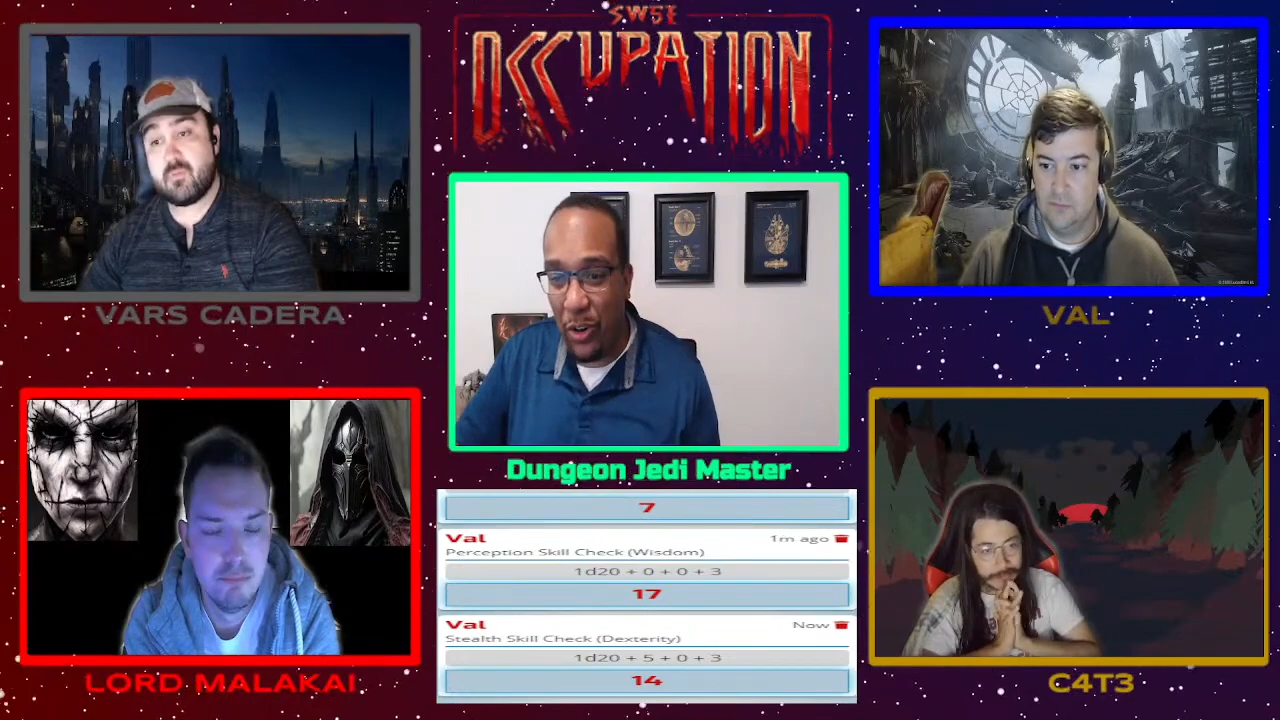 SW5E
OCCUPATION
VARS CADERA
VAL
Dungeon Jedi Master
LORD MALAKAI
C4T3
7
Val
1m ago
Perception Skill Check (Wisdom)
1d20 + 0 + 0 + 3
17
Val
Now
Stealth Skill Check (Dexterity)
1d20 + 5 + 0 + 3
14